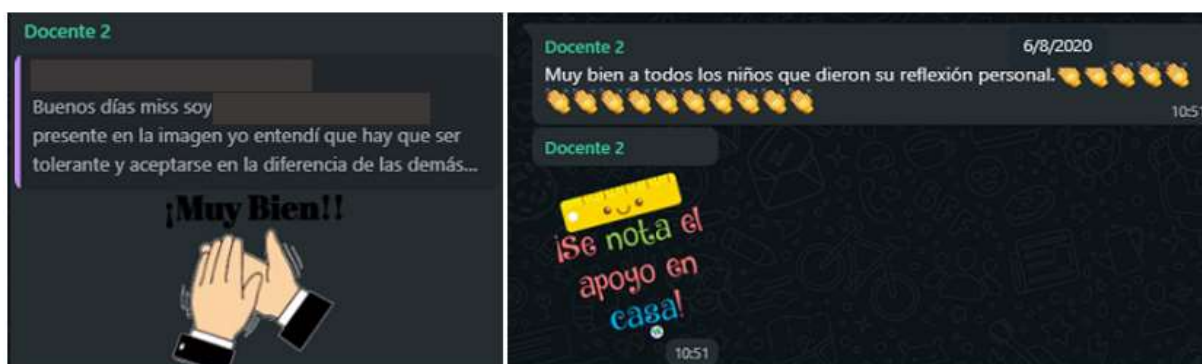 Docente 2
Buenos días miss soy
presente en la imagen yo entendí que hay que ser
tolerante y aceptarse en la diferencia de las demás...
¡Muy Bien!!
Docente 2
6/8/2020
Muy bien a todos los niños que dieron su reflexión personal.
10:51
Docente 2
¡Se nota el
apoyo en
casa!
10:51